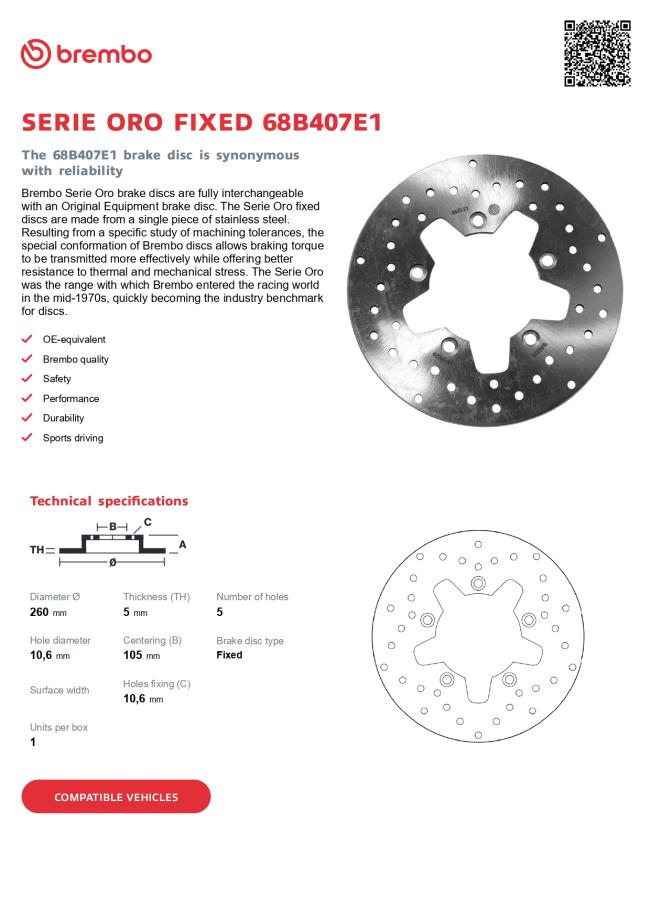 brembo
SERIE ORO FIXED 68B407E1
The 68B407E1 brake disc is synonymous
with reliability
Brembo Serie Oro brake discs are fully interchangeable
with an Original Equipment brake disc. The Serie Oro fixed
discs are made from a single piece of stainless steel.
Resulting from a specific study of machining tolerances, the
special conformation of Brembo discs allows braking torque
to be transmitted more effectively while offering better
resistance to thermal and mechanical stress. The Serie Oro
was the range with which Brembo entered the racing world
in the mid-1970s, quickly becoming the industry benchmark
for discs.
OE-equivalent
Brembo quality
Safety
Performance
Durability
Sports driving
Technical specifications
B
C
TH
A
Ø
Diameter Ø
260 mm
Thickness (TH)
5 mm
Number of holes
5
Hole diameter
10,6 mm
Centering (B)
105 mm
Brake disc type
Fixed
Surface width
Holes fixing (C)
10,6 mm
Units per box
1
COMPATIBLE VEHICLES